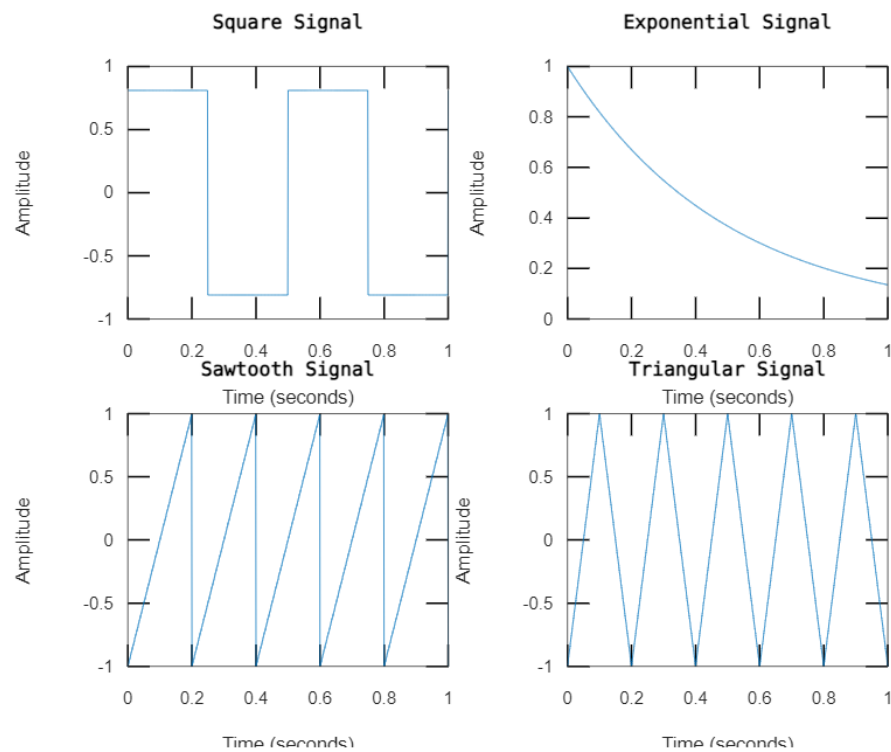 Square Signal
Exponential Signal
1
0.5
0
-0.5
-1
Amplitude
0 0.2 0.4 0.6 0.8 1
Time (seconds)
1
0.8
0.6
0.4
0.2
0
Amplitude
0 0.2 0.4 0.6 0.8 1
Sawtooth Signal
Triangular Signal
1
0.5
0
-0.5
-1
Amplitude
0 0.2 0.4 0.6 0.8 1
Time (seconds)
Time (seconds)
1
0.5
0
-0.5
-1
Amplitude
0 0.2 0.4 0.6 0.8 1
Time (seconds)